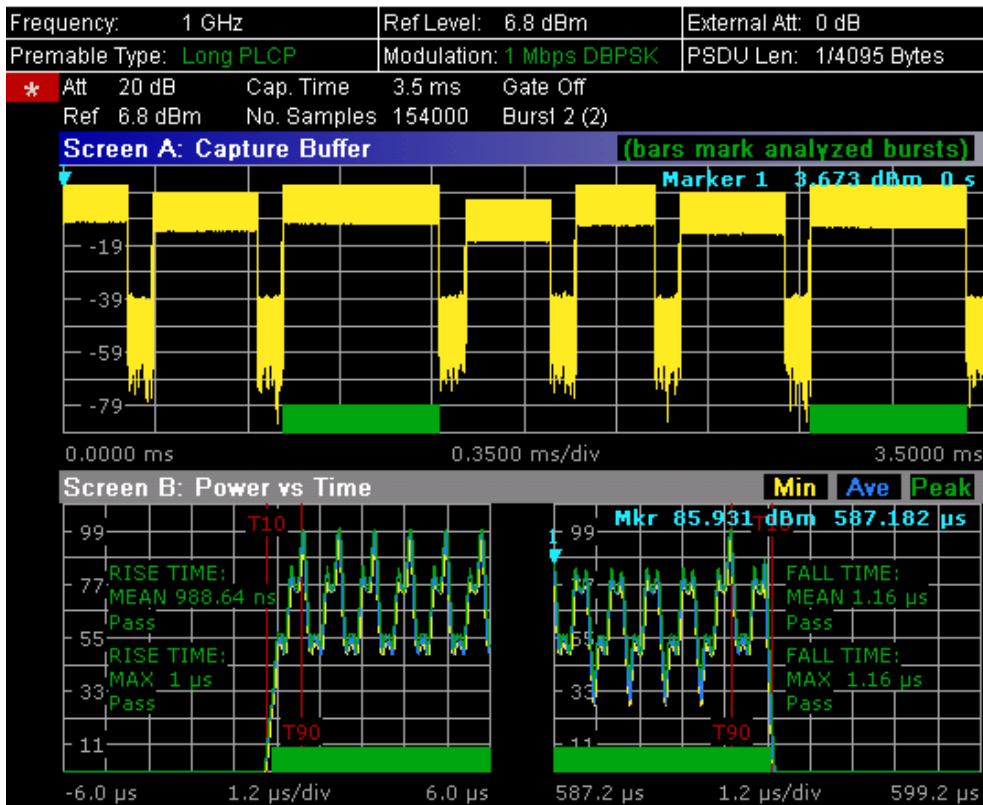 Frequency: 1 GHz Ref Level: 6.8 dBm External Att: 0 dB
Premable Type: Long PLCP Modulation: 1 Mbps DBPSK PSDU Len: 1/4095 Bytes
* Att 20 dB Cap. Time 3.5 ms Gate Off
Ref 6.8 dBm No. Samples 154000 Burst 2 (2)
Screen A: Capture Buffer (bars mark analyzed bursts)
1 Marker 1 3.673 dBm 0 s
-19
-39
-59
-79
0.0000 ms 0.3500 ms/div 3.5000 ms
Screen B: Power vs Time Min Ave Peak
Mkr 85.931 dBm 587.182 µs
99 T10 99 T10
1
77 RISE TIME: FALL TIME:
MEAN 988.64 ns MEAN 1.16 µs
Pass Pass
55 55
RISE TIME: FALL TIME:
33 MAX 1 µs 33 MAX 1.16 µs
Pass Pass
T90 T90
11 11
-6.0 µs 1.2 µs/div 6.0 µs 587.2 µs 1.2 µs/div 599.2 µs